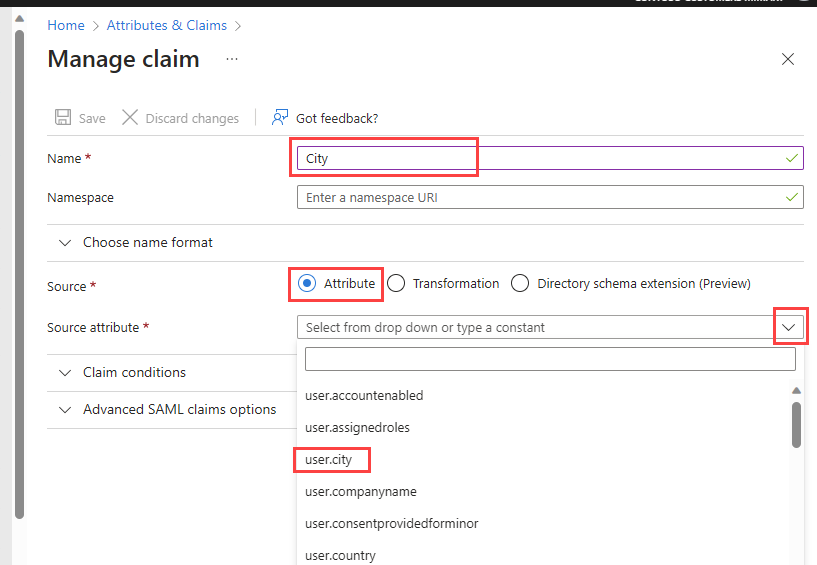 Home > Attributes & Claims >
Manage claim ...
Save Discard changes Got feedback?
Name *
City
Namespace
Enter a namespace URI
Choose name format
Source *
Attribute Transformation Directory schema extension (Preview)
Source attribute *
Select from drop down or type a constant
Claim conditions
Advanced SAML claims options
user.accountenabled
user.assignedroles
user.city
user.companyname
user.consentprovidedforminor
user.country